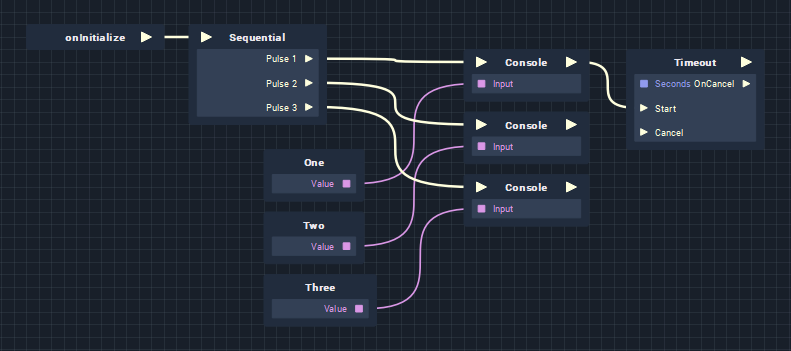 onInitialize
Sequential
Pulse 1
Pulse 2
Pulse 3
Console
Input
Console
Input
Console
Input
Timeout
Seconds OnCancel
Start
Cancel
One
Value
Two
Value
Three
Value